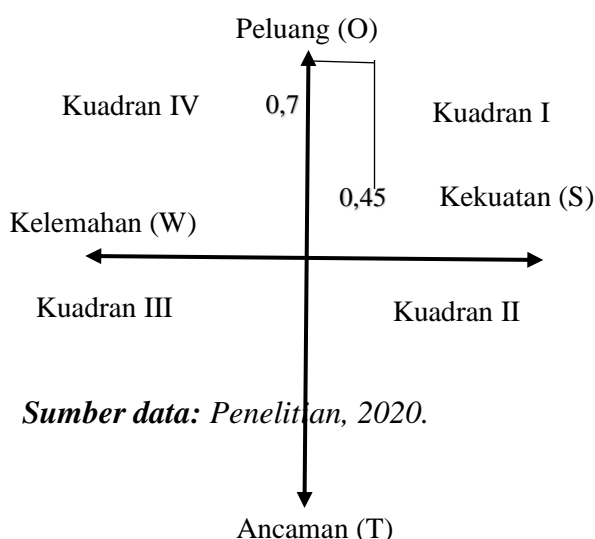 Peluang (O)
Kuadran IV
0,7
Kuadran I
0,45
Kekuatan (S)
Kelemahan (W)
Kuadran III
Kuadran II
Sumber data: Penelitian, 2020.
Ancaman (T)